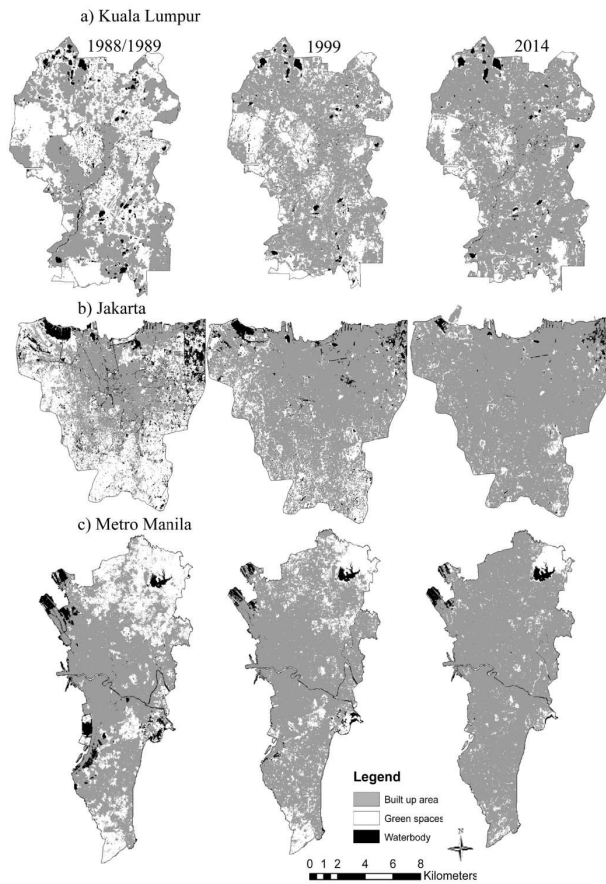 a) Kuala Lumpur
1988/1989
1999
2014
b) Jakarta
c) Metro Manila
Legend
Built up area
Green spaces
Waterbody
N
0 1 2 4 6 8
Kilometers